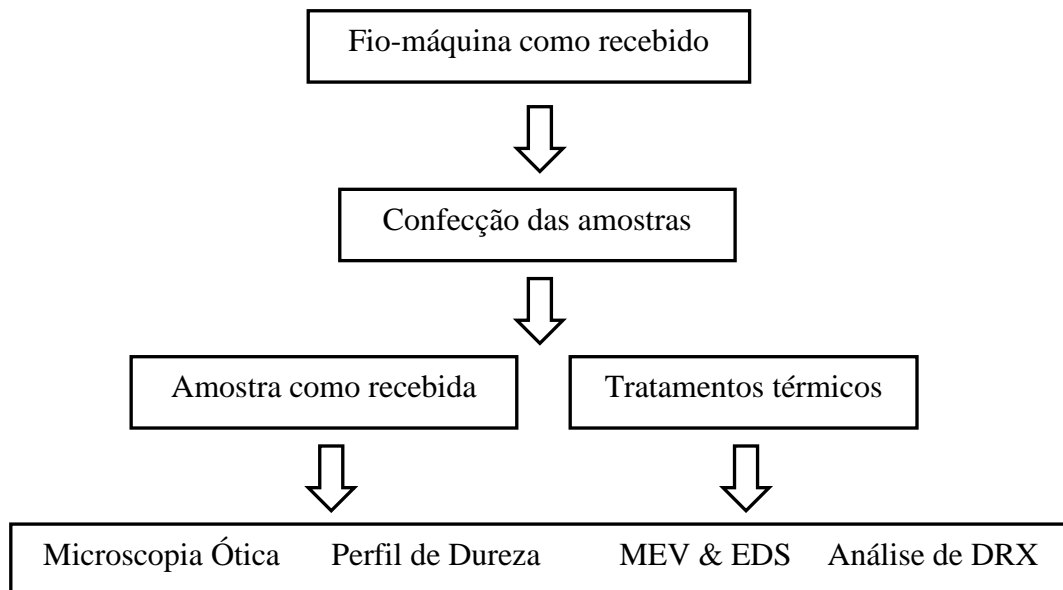 Fio-máquina como recebido
Confecção das amostras
Amostra como recebida
Tratamentos térmicos
Microscopia Ótica Perfil de Dureza MEV & EDS Análise de DRX